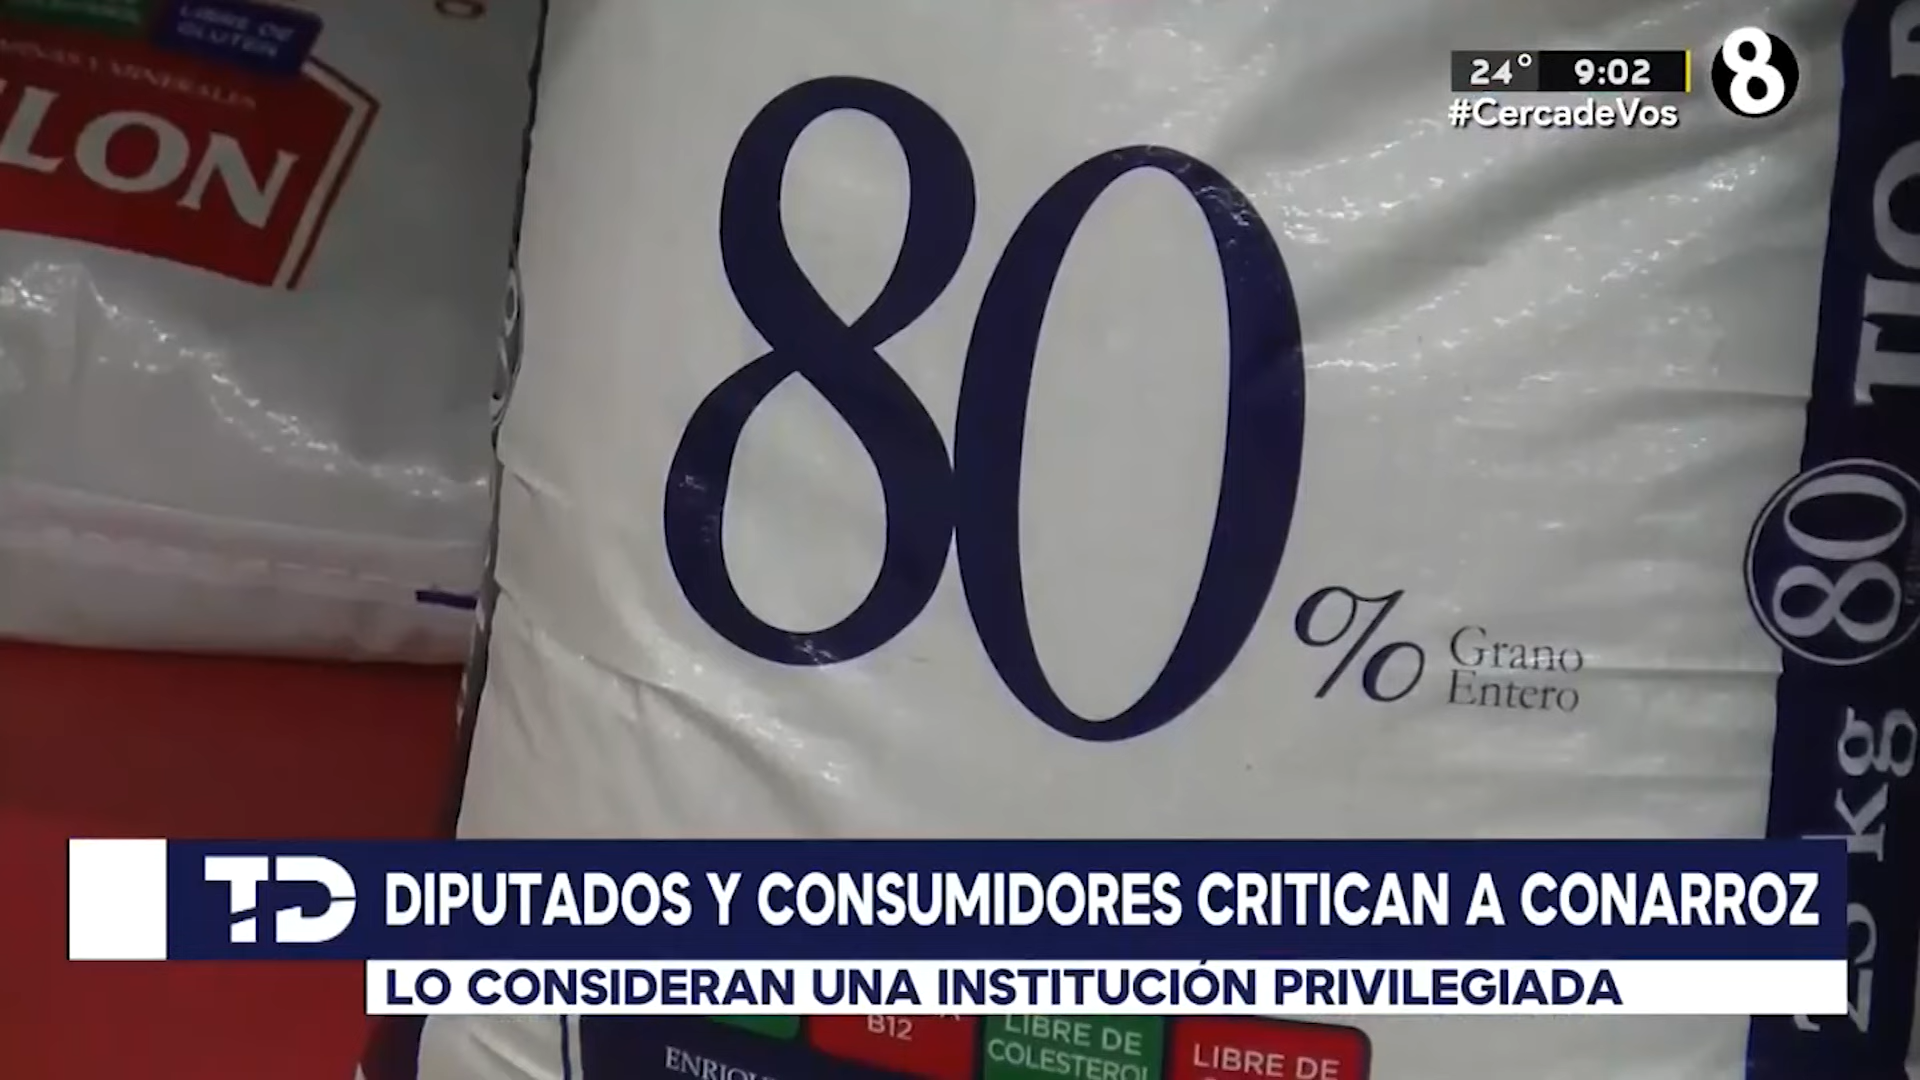 LIBRE DE
GLUTEN
24° 9:02
8
#CercadeVos
80
%
Grano
Entero
80
25 kg
TD
DIPUTADOS Y CONSUMIDORES CRITICAN A CONARROZ
LO CONSIDERAN UNA INSTITUCIÓN PRIVILEGIADA
B12
LIBRE DE
COLESTEROL
LIBRE DE